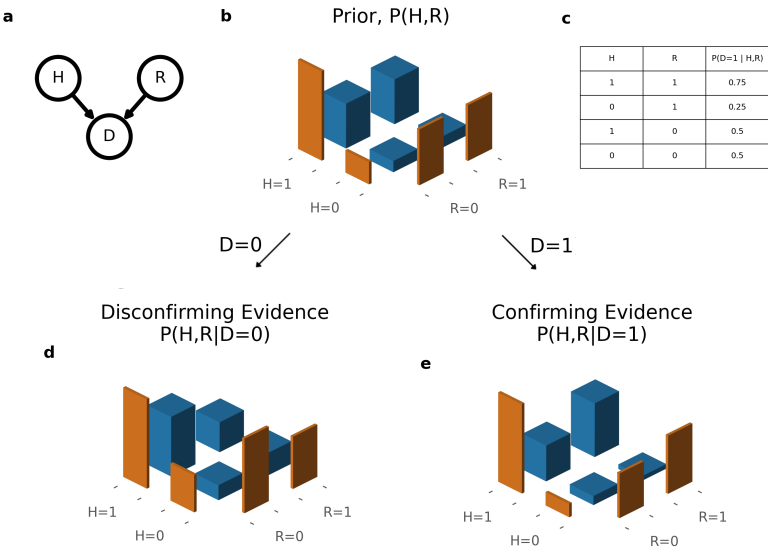 a
H
R
D
b
Prior, P(H,R)
H=1
H=0
R=0
R=1
c
H R P(D=1 | H,R)
1 1 0.75
0 1 0.25
1 0 0.5
0 0 0.5
D=0
D=1
Disconfirming Evidence
P(H,R|D=0)
d
H=1
H=0
R=0
R=1
Confirming Evidence
P(H,R|D=1)
e
H=1
H=0
R=0
R=1